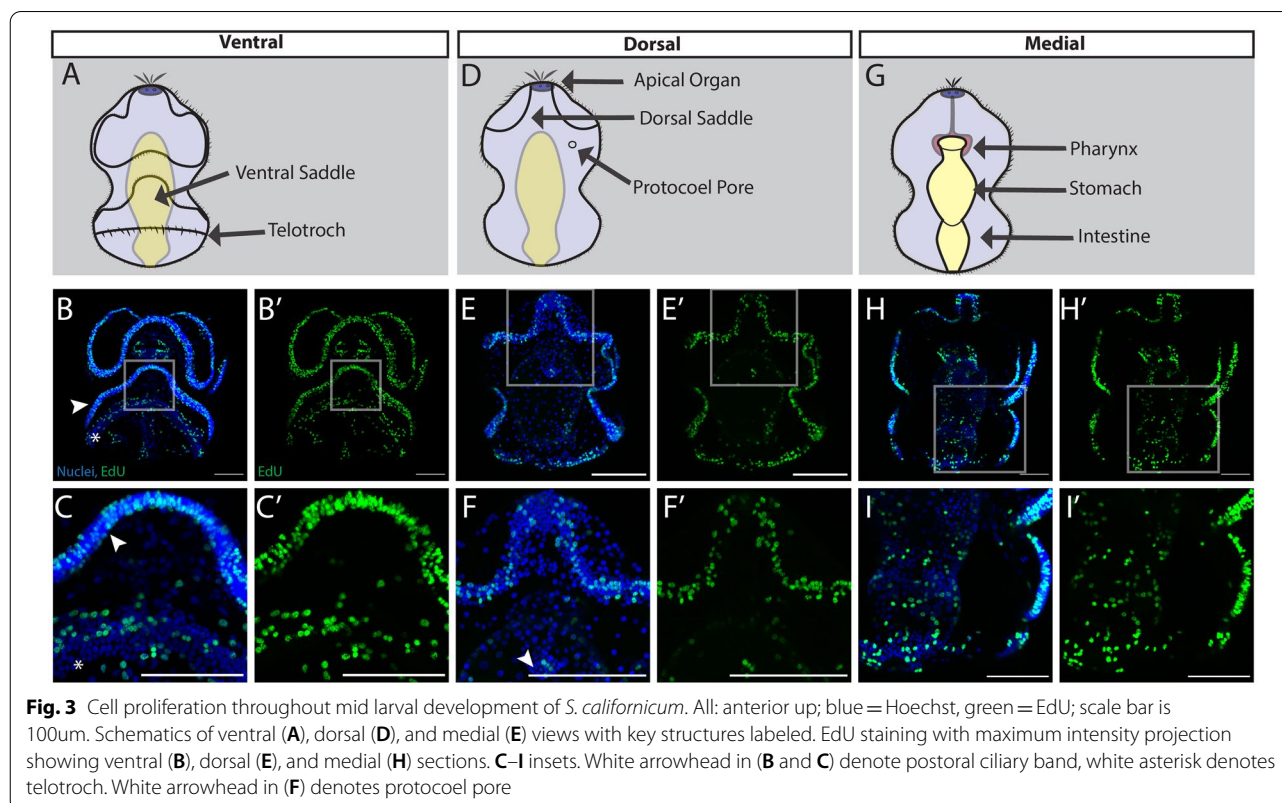 Ventral
Dorsal
Medial
A
Ventral Saddle
Telotroch
D
Apical Organ
Dorsal Saddle
Protocoel Pore
G
Pharynx
Stomach
Intestine
B
*
Nuclei, EdU
B′
EdU
E
E′
H
H′
C
*
C′
F
F′
I
I′
Fig. 3 Cell proliferation throughout mid larval development of S. californicum. All: anterior up; blue = Hoechst, green = EdU; scale bar is
100um. Schematics of ventral (A), dorsal (D), and medial (E) views with key structures labeled. EdU staining with maximum intensity projection
showing ventral (B), dorsal (E), and medial (H) sections. C–I insets. White arrowhead in (B and C) denote postoral ciliary band, white asterisk denotes
telotroch. White arrowhead in (F) denotes protocoel pore